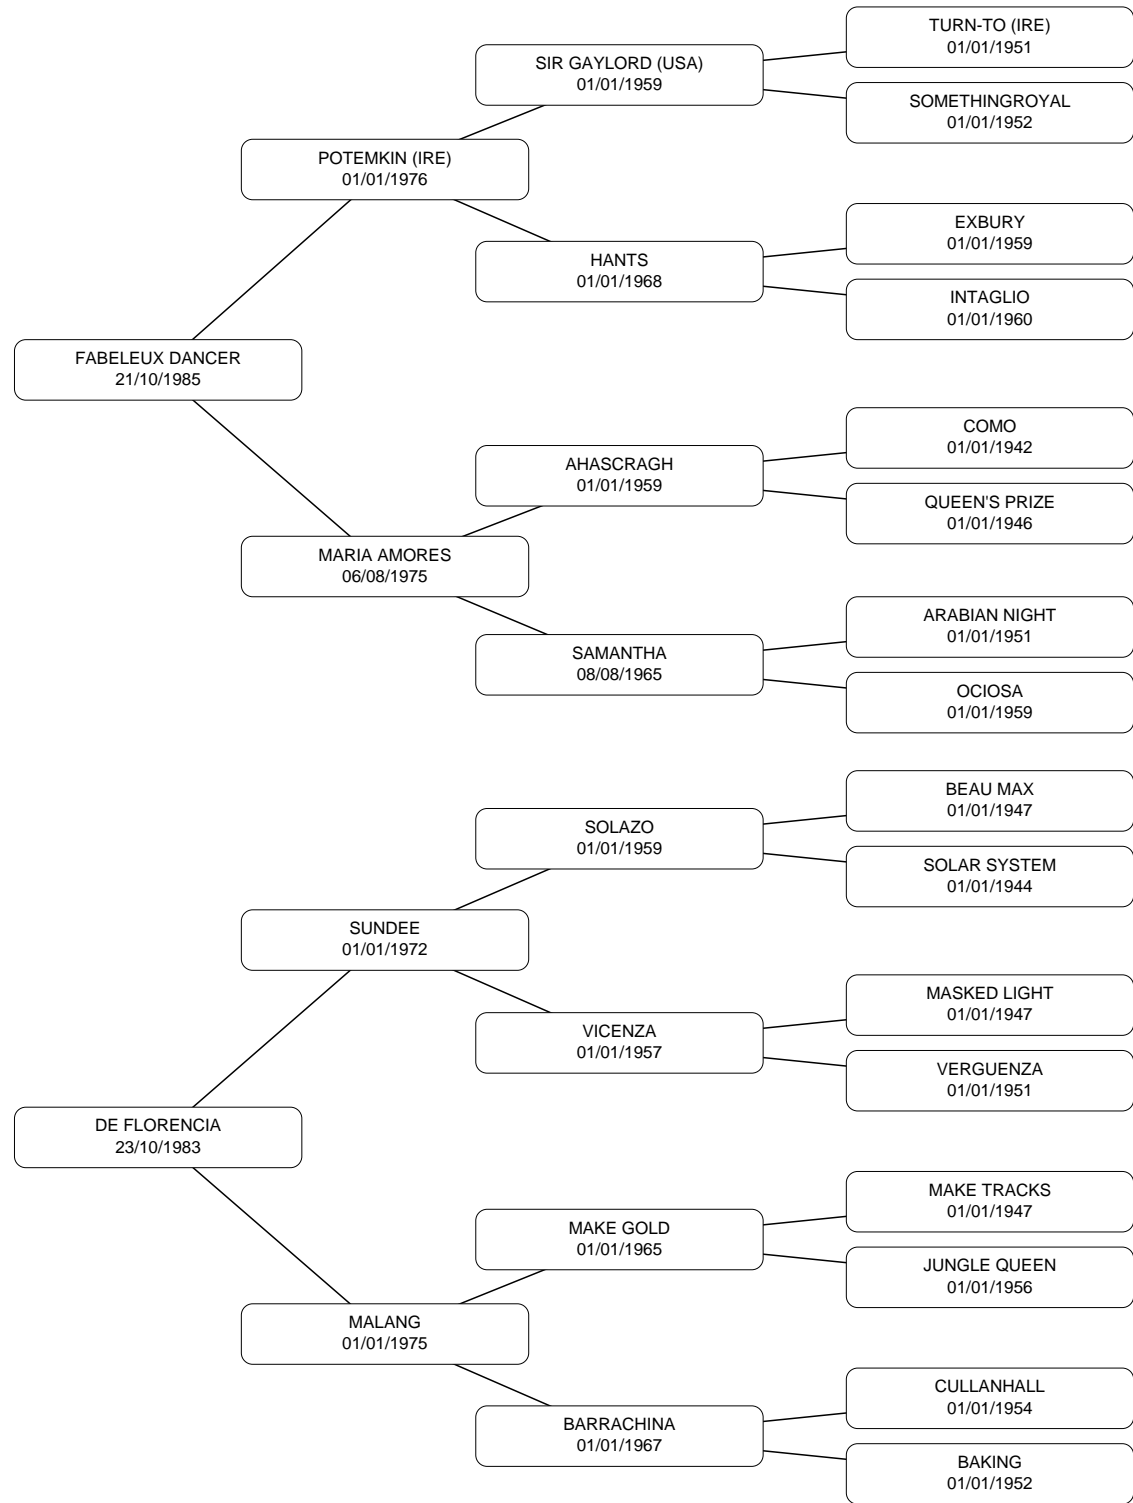 TURN-TO (IRE)
01/01/1951
SIR GAYLORD (USA)
01/01/1959
SOMETHINGROYAL
01/01/1952
POTEMKIN (IRE)
01/01/1976
EXBURY
01/01/1959
HANTS
01/01/1968
INTAGLIO
01/01/1960
FABELEUX DANCER
21/10/1985
COMO
01/01/1942
AHASCRAGH
01/01/1959
QUEEN'S PRIZE
01/01/1946
MARIA AMORES
06/08/1975
ARABIAN NIGHT
01/01/1951
SAMANTHA
08/08/1965
OCIOSA
01/01/1959
BEAU MAX
01/01/1947
SOLAZO
01/01/1959
SOLAR SYSTEM
01/01/1944
SUNDEE
01/01/1972
MASKED LIGHT
01/01/1947
VICENZA
01/01/1957
VERGUENZA
01/01/1951
DE FLORENCIA
23/10/1983
MAKE TRACKS
01/01/1947
MAKE GOLD
01/01/1965
JUNGLE QUEEN
01/01/1956
MALANG
01/01/1975
CULLANHALL
01/01/1954
BARRACHINA
01/01/1967
BAKING
01/01/1952